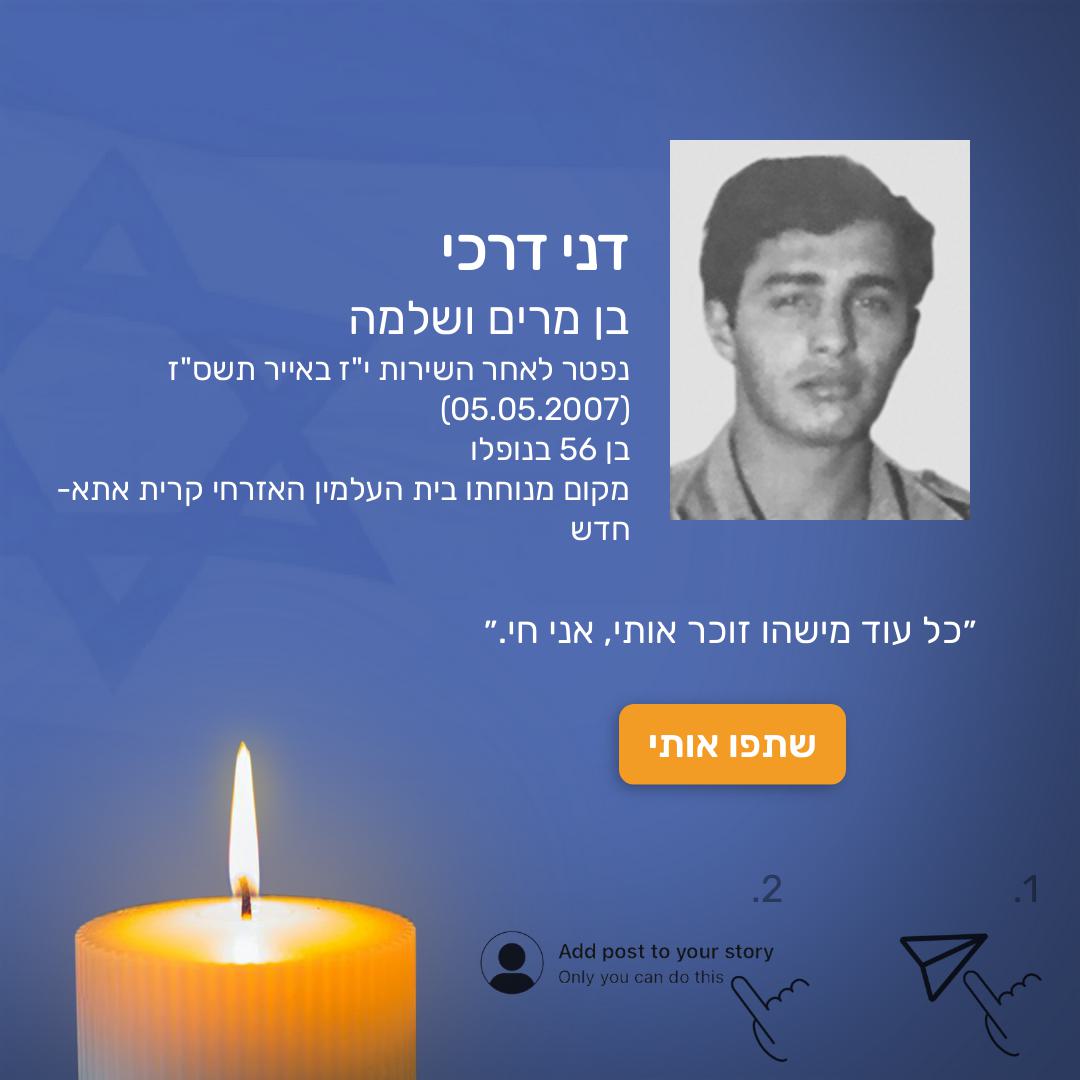 דני דרכי
בן מרים ושלמה
נפטר לאחר השירות י"ז באייר תשס"ז
(05.05.2007)
בן 56 בנופלו
מקום מנוחתו בית העלמין האזרחי קרית אתא-
חדש
״כל עוד מישהו זוכר אותי, אני חי.״
שתפו אותי
1.
2.
Add post to your story
Only you can do this